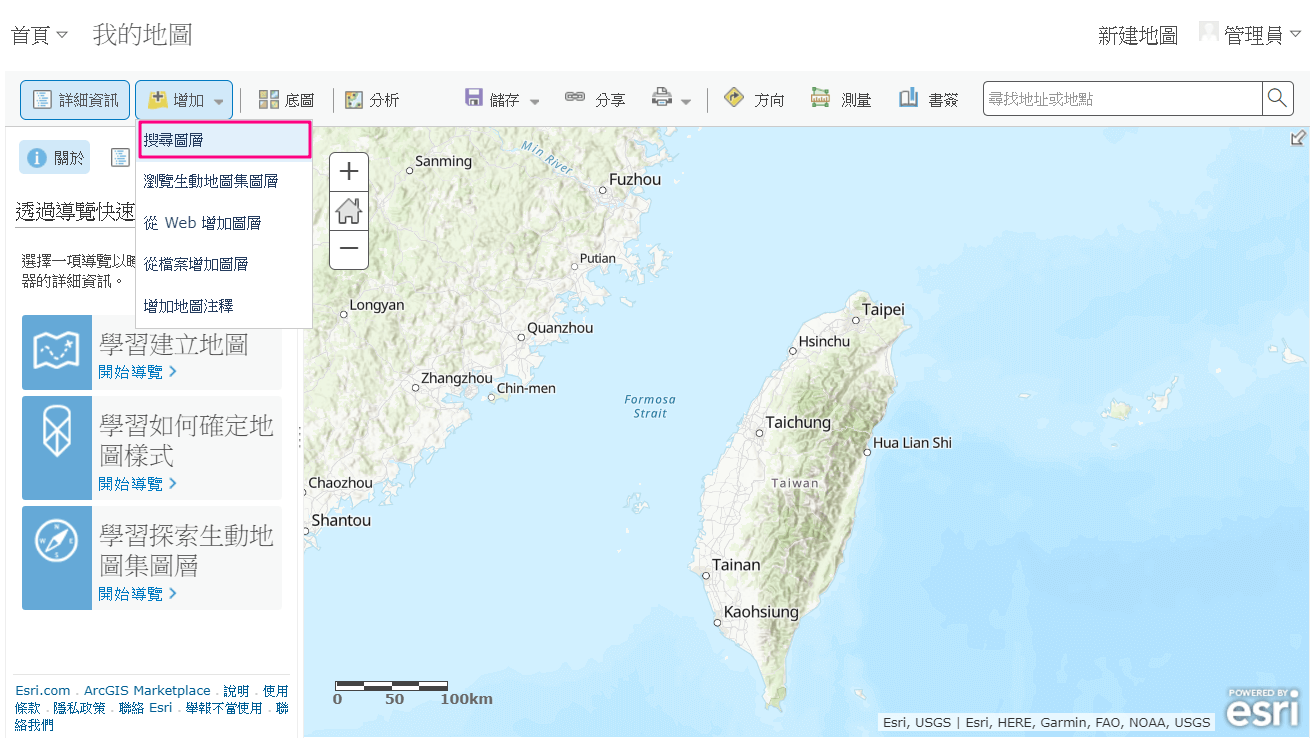 首頁 我的地圖 新建地圖 管理員
詳細資訊 增加 底圖 分析 儲存 分享 方向 測量 書簽 尋找地址或地點
搜尋圖層
瀏覽生動地圖集圖層
從 Web 增加圖層
從檔案增加圖層
增加地圖注釋
關於
透過導覽快速
選擇一項導覽以
器的詳細資訊。
學習建立地圖
開始導覽
學習如何確定地
圖樣式
開始導覽
學習探索生動地
圖集圖層
開始導覽
Esri.com . ArcGIS Marketplace . 說明 . 使用
條款 . 隱私政策 . 聯絡 Esri . 舉報不當使用 . 聯
絡我們
Sanming
Min River
Fuzhou
Putian
Longyan
Quanzhou
Zhangzhou
Chin-men
Formosa
Strait
Chaozhou
Shantou
Taipei
Hsinchu
Taichung
Hua Lian Shi
Taiwan
Tainan
Kaohsiung
0 50 100km
Esri, USGS | Esri, HERE, Garmin, FAO, NOAA, USGS
POWERED BY
esri